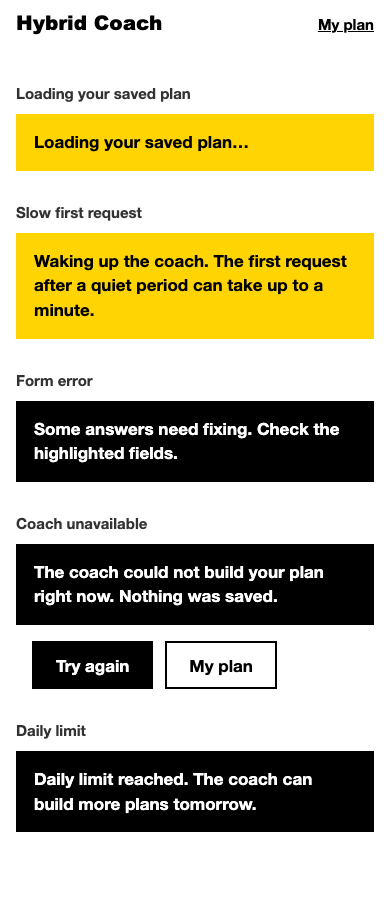 Hybrid Coach
My plan
Loading your saved plan
Loading your saved plan…
Slow first request
Waking up the coach. The first request
after a quiet period can take up to a
minute.
Form error
Some answers need fixing. Check the
highlighted fields.
Coach unavailable
The coach could not build your plan
right now. Nothing was saved.
Try again
My plan
Daily limit
Daily limit reached. The coach can
build more plans tomorrow.